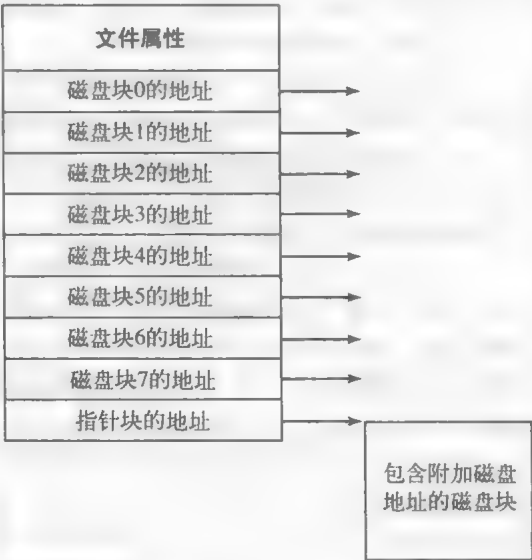 文件属性
磁盘块0的地址
磁盘块1的地址
磁盘块2的地址
磁盘块3的地址
磁盘块4的地址
磁盘块5的地址
磁盘块6的地址
磁盘块7的地址
指针块的地址
包含附加磁盘
地址的磁盘块